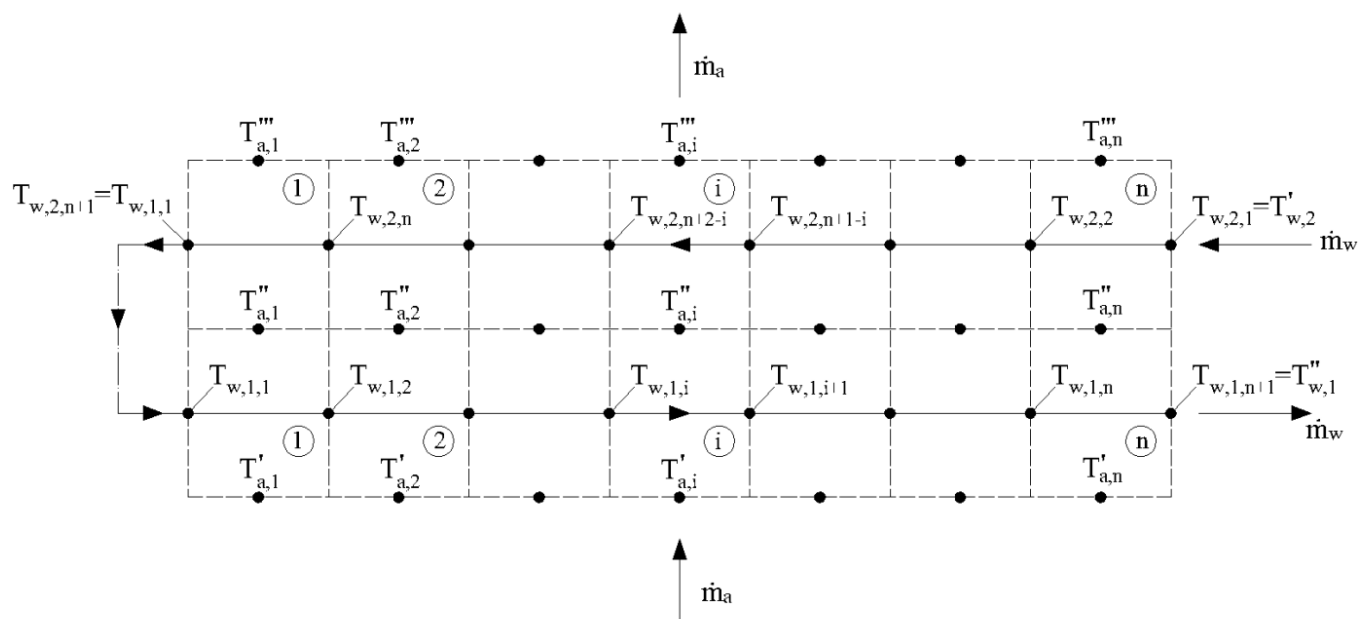 ṁₐ
T'''a,1 T'''a,2 T'''a,i T'''a,n
1 2 i n
Tw,2,n+1=Tw,1,1 Tw,2,n Tw,2,n+2-i Tw,2,n+1-i Tw,2,2 Tw,2,1=T'w,2
ṁw
T''a,1 T''a,2 T''a,i T''a,n
Tw,1,1 Tw,1,2 Tw,1,i Tw,1,i+1 Tw,1,n Tw,1,n+1=T''w,1
ṁw
1 2 i n
T'a,1 T'a,2 T'a,i T'a,n
ṁₐ